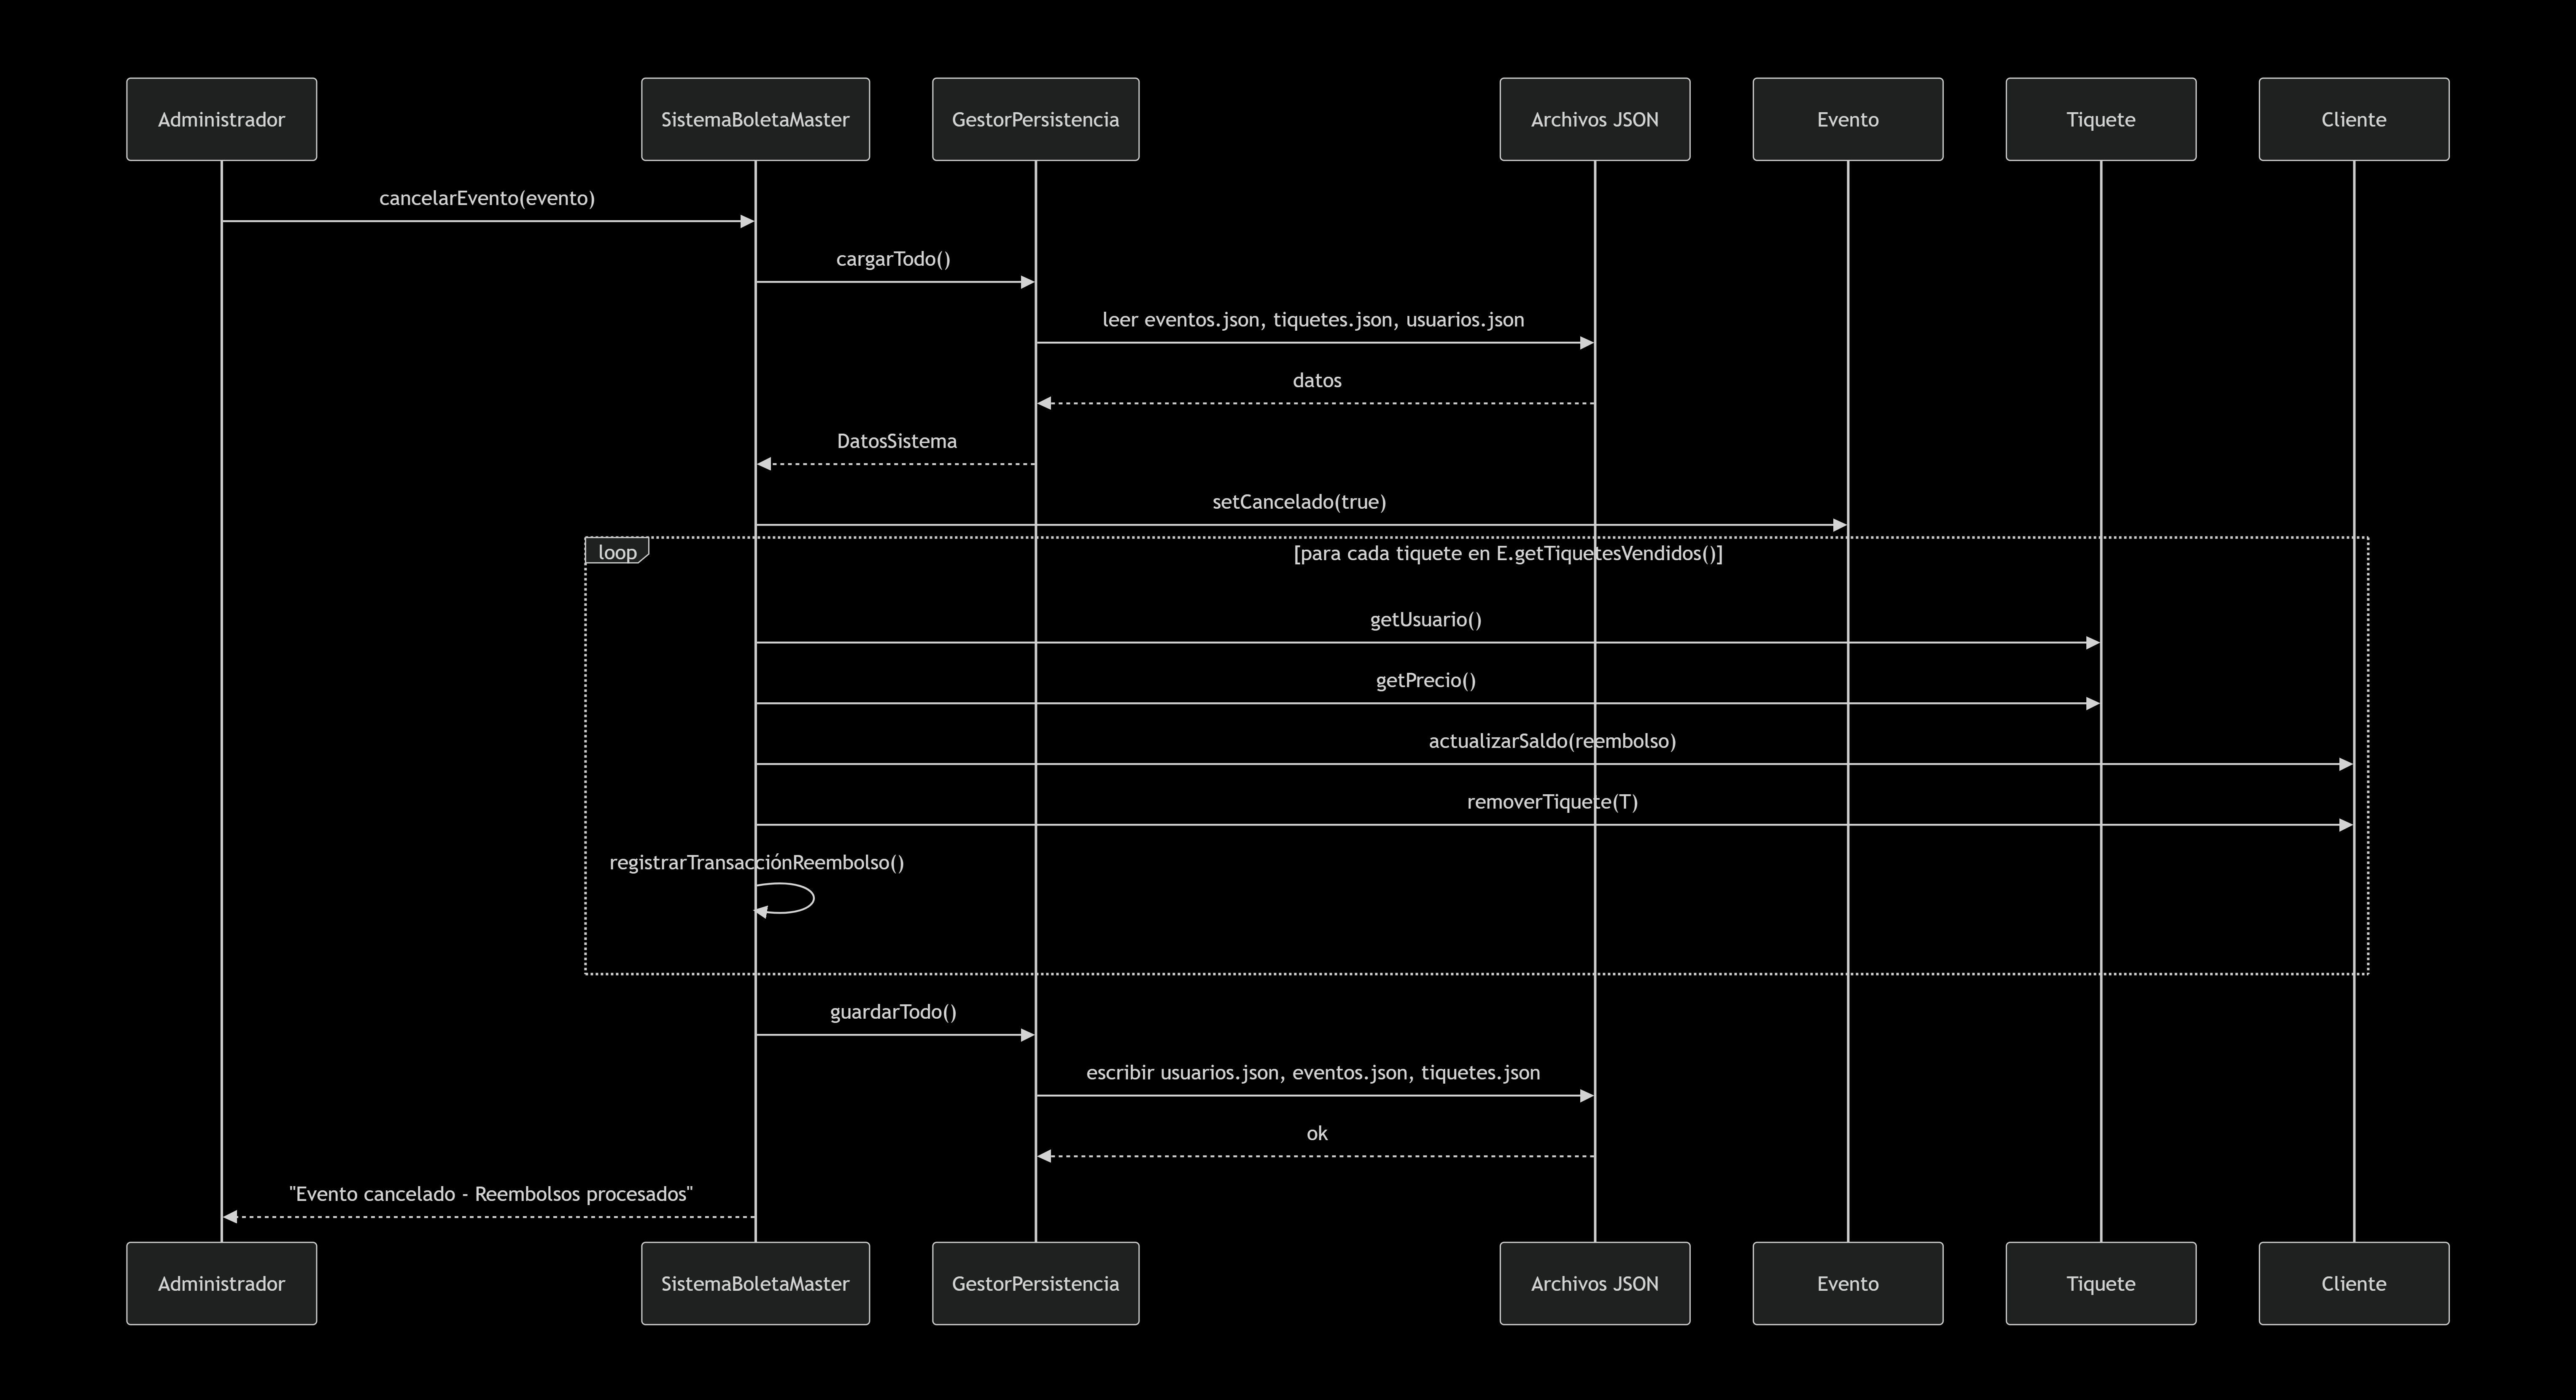 Administrador
SistemaBoletaMaster
GestorPersistencia
Archivos JSON
Evento
Tiquete
Cliente
cancelarEvento(evento)
cargarTodo()
leer eventos.json, tiquetes.json, usuarios.json
datos
DatosSistema
setCancelado(true)
loop
[para cada tiquete en E.getTiquetesVendidos()]
getUsuario()
getPrecio()
actualizarSaldo(reembolso)
removerTiquete(T)
registrarTransacciónReembolso()
guardarTodo()
escribir usuarios.json, eventos.json, tiquetes.json
ok
"Evento cancelado - Reembolsos procesados"
Administrador
SistemaBoletaMaster
GestorPersistencia
Archivos JSON
Evento
Tiquete
Cliente